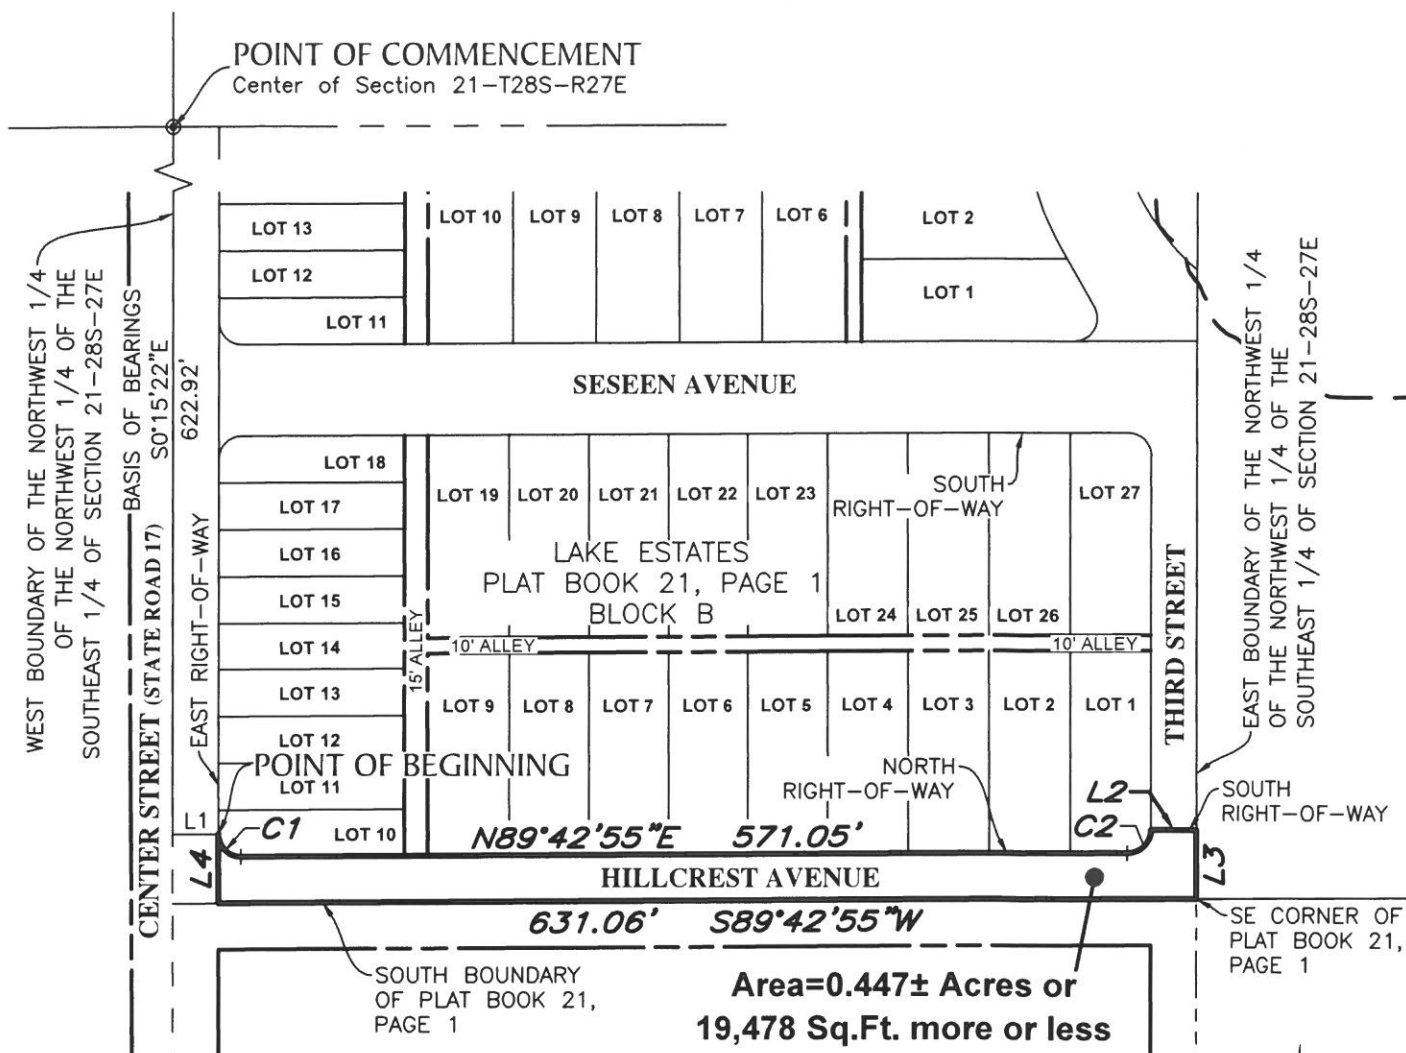 POINT OF COMMENCEMENT
Center of Section 21-T28S-R27E
WEST BOUNDARY OF THE NORTHWEST 1/4
OF THE NORTHWEST 1/4 OF THE
SOUTHEAST 1/4 OF SECTION 21-28S-27E
BASIS OF BEARINGS
S0°15'22"E
622.92'
LOT 13
LOT 12
LOT 11
LOT 10
LOT 9
LOT 8
LOT 7
LOT 6
LOT 2
LOT 1
SESEEN AVENUE
EAST BOUNDARY OF THE NORTHWEST 1/4
OF THE NORTHWEST 1/4 OF THE
SOUTHEAST 1/4 OF SECTION 21-28S-27E
EAST RIGHT-OF-WAY
CENTER STREET (STATE ROAD 17)
LOT 18
LOT 17
LOT 16
LOT 15
LOT 14
LOT 13
LOT 12
LOT 11
LOT 10
15' ALLEY
LOT 19
LOT 20
LOT 21
LOT 22
LOT 23
SOUTH
RIGHT-OF-WAY
LOT 27
LAKE ESTATES
PLAT BOOK 21, PAGE 1
BLOCK B
LOT 24
LOT 25
LOT 26
10' ALLEY
10' ALLEY
THIRD STREET
LOT 9
LOT 8
LOT 7
LOT 6
LOT 5
LOT 4
LOT 3
LOT 2
LOT 1
POINT OF BEGINNING
NORTH
RIGHT-OF-WAY
L2
SOUTH
RIGHT-OF-WAY
L1
C1
N89°42'55"E 571.05'
C2
L4
HILLCREST AVENUE
L3
631.06' S89°42'55"W
SE CORNER OF
PLAT BOOK 21,
PAGE 1
SOUTH BOUNDARY
OF PLAT BOOK 21,
PAGE 1
Area=0.447± Acres or
19,478 Sq.Ft. more or less